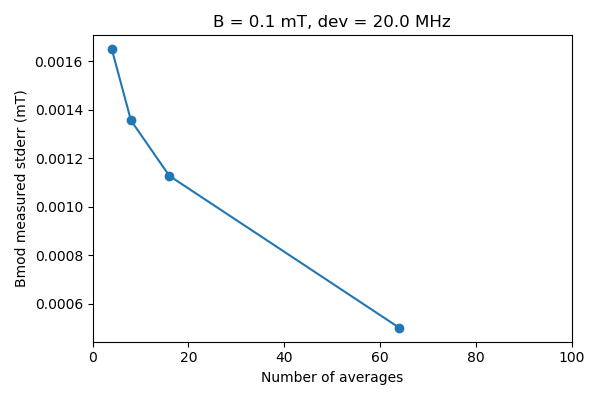 B = 0.1 mT, dev = 20.0 MHz
Bmod measured stderr (mT)
0.0016
0.0014
0.0012
0.0010
0.0008
0.0006
0 20 40 60 80 100
Number of averages